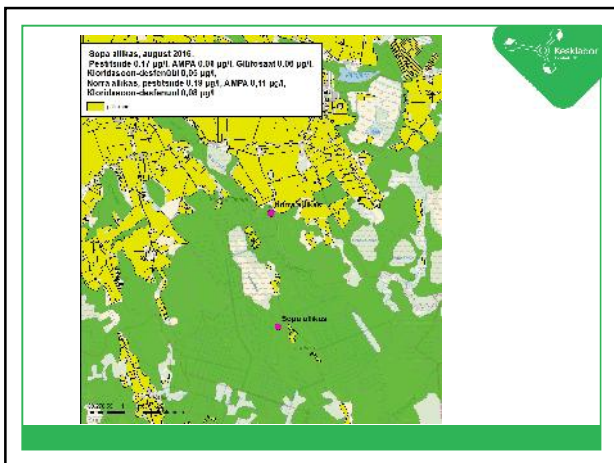 Sopa allikas, august 2016.
Pestitsiide 0.17 µg/l, AMPA 0.04 µg/l, Glüfosaat 0.06 µg/l,
Kloridasoon-desfenüül 0,05 µg/l,
Norra allikas, pestitsiide 0.19 µg/l, AMPA 0,11 µg/l,
Kloridasoon-desfenüül 0,08 µg/l
Kesklabor
Norra allikas
Sopa allikas